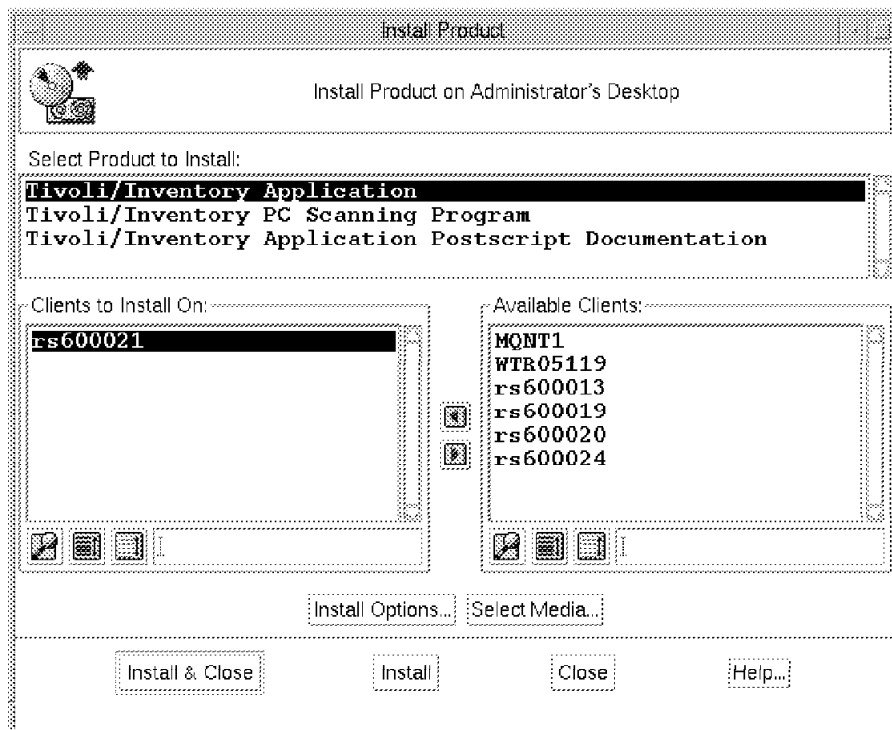 Install Product
Install Product on Administrator's Desktop
Select Product to Install:
Tivoli/Inventory Application
Tivoli/Inventory PC Scanning Program
Tivoli/Inventory Application Postscript Documentation
Clients to Install On:
rs600021
Available Clients:
MQNT1
WTR05119
rs600013
rs600019
rs600020
rs600024
Install Options... Select Media...
Install & Close Install Close Help...